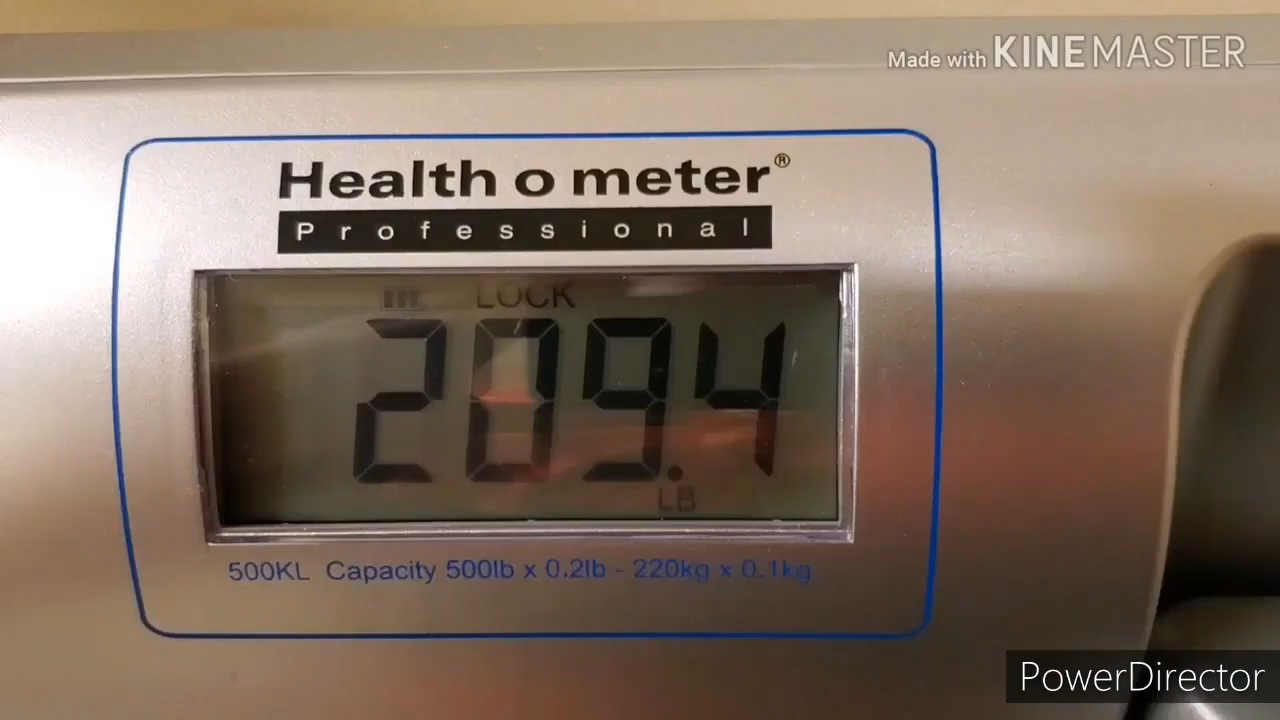 Made with KINEMASTER
Health o meter®
Professional
LOCK
209.4
LB
500KL Capacity 500lb x 0.2lb - 220kg x 0.1kg
PowerDirector